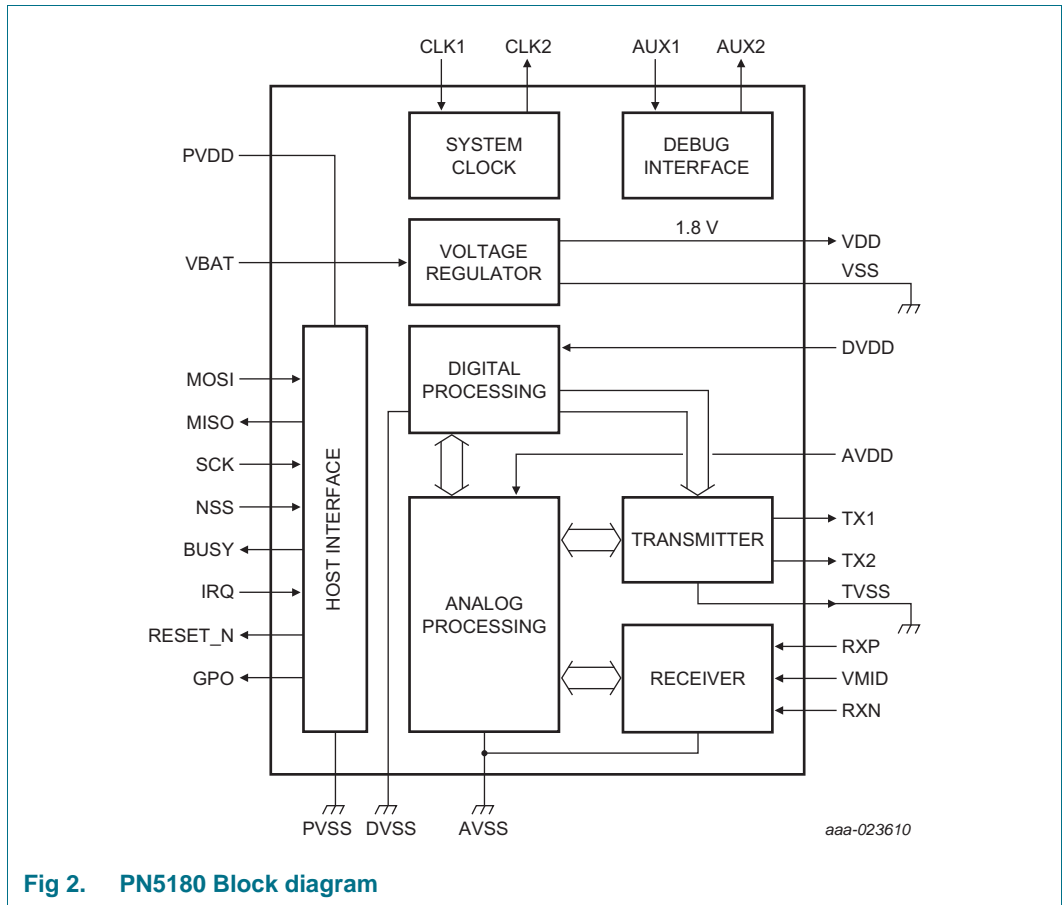 CLK1 CLK2 AUX1 AUX2
SYSTEM
CLOCK
DEBUG
INTERFACE
PVDD
1.8 V
VDD
VBAT
VOLTAGE
REGULATOR
VSS
DVDD
DIGITAL
PROCESSING
MOSI
MISO
SCK
NSS
BUSY
IRQ
RESET_N
GPO
HOST INTERFACE
AVDD
ANALOG
PROCESSING
TRANSMITTER
TX1
TX2
TVSS
RECEIVER
RXP
VMID
RXN
PVSS DVSS AVSS
aaa-023610
Fig 2. PN5180 Block diagram